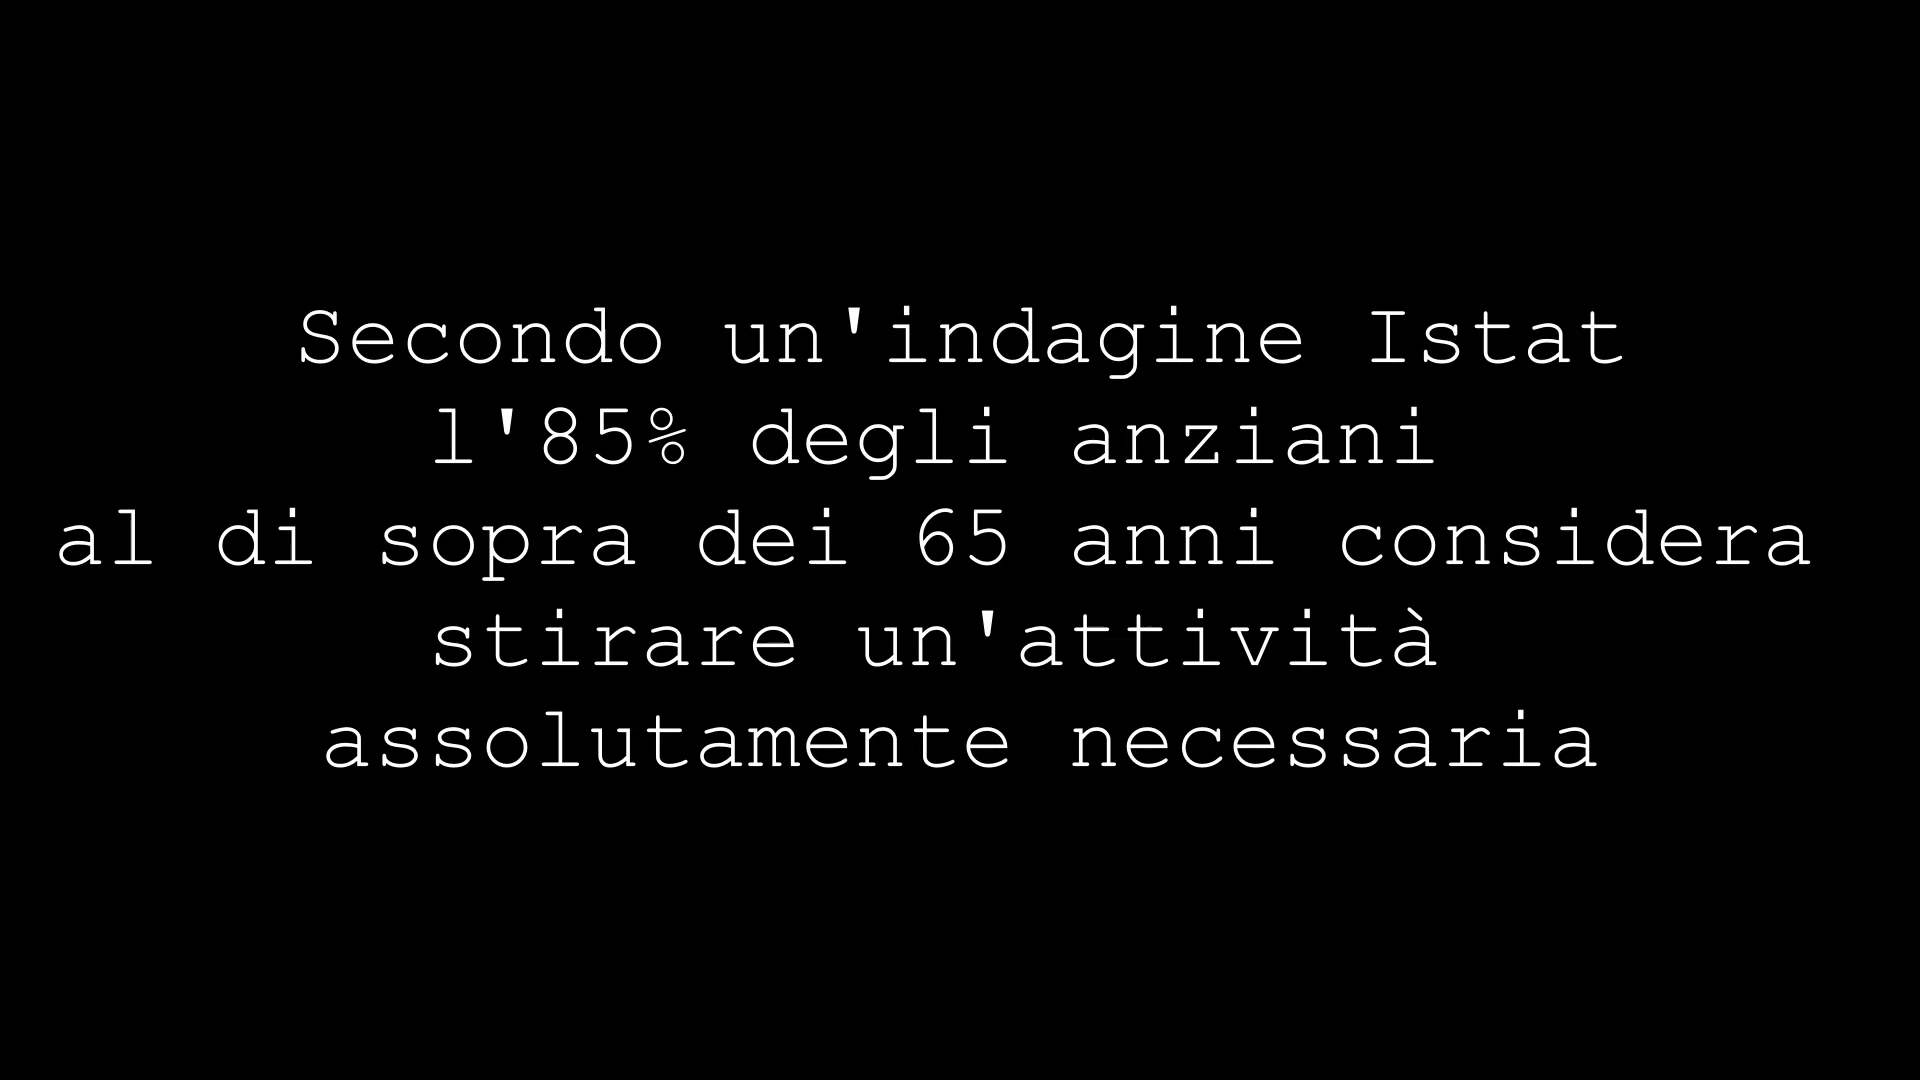 Secondo un'indagine Istat
l'85% degli anziani
al di sopra dei 65 anni considera
stirare un'attività
assolutamente necessaria